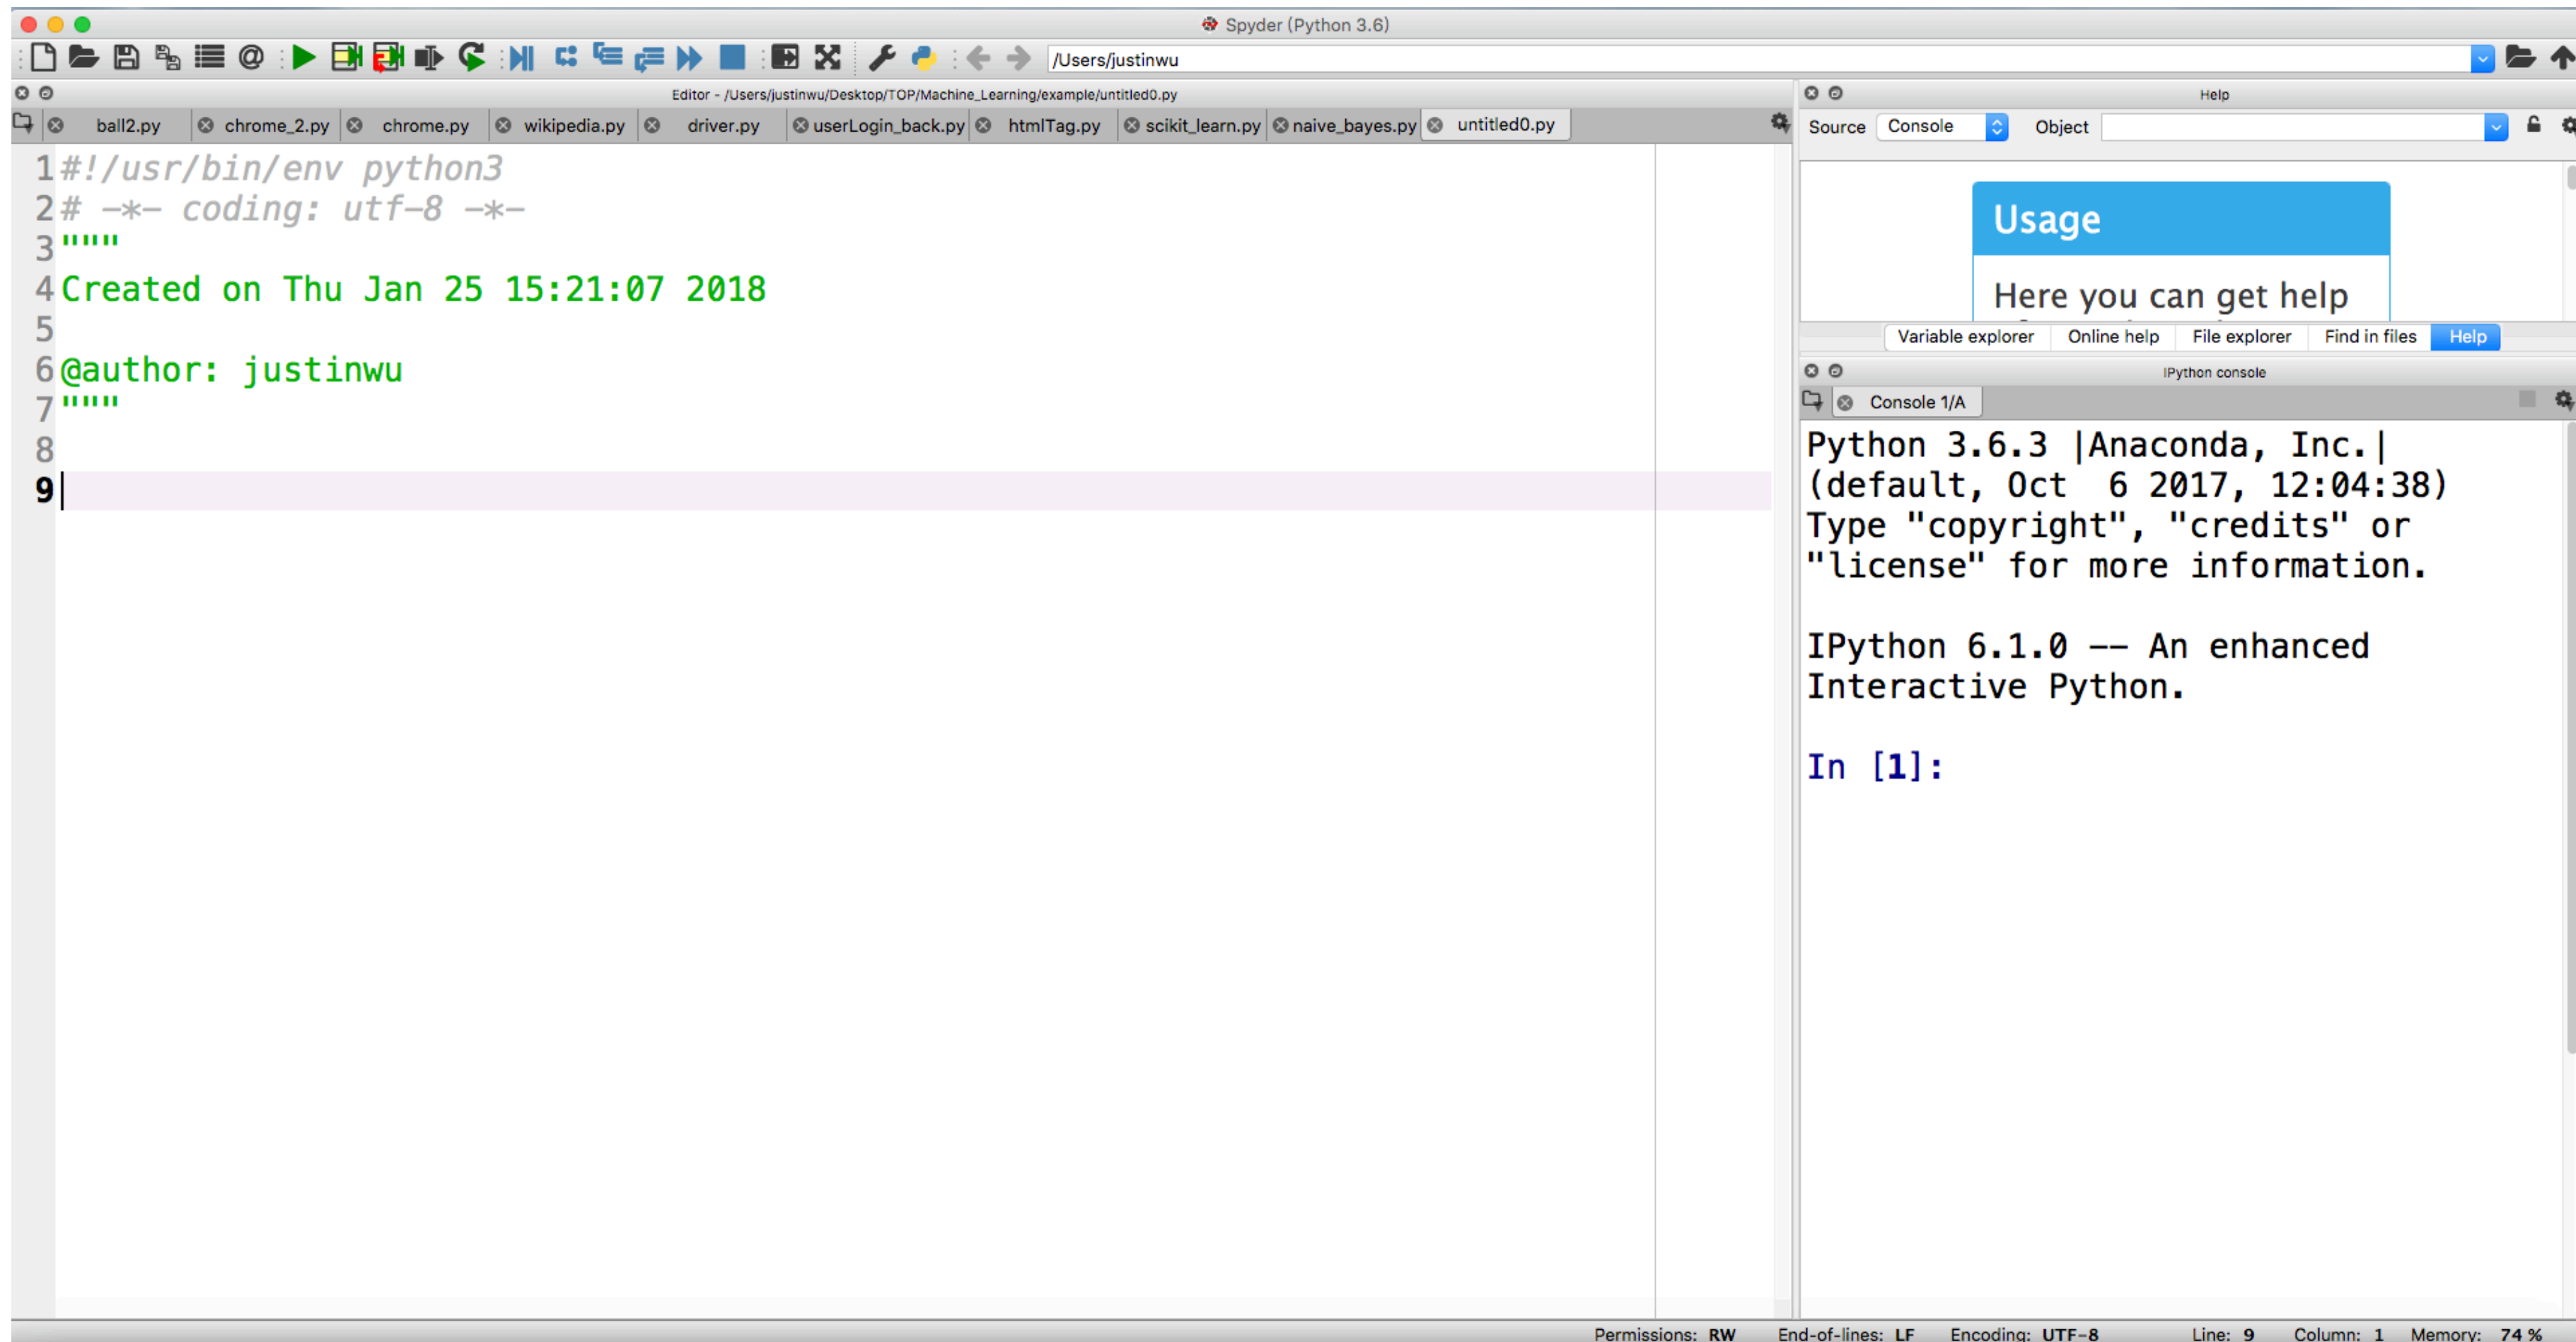 Spyder (Python 3.6)
/Users/justinwu
Editor - /Users/justinwu/Desktop/TOP/Machine_Learning/example/untitled0.py
ball2.py chrome_2.py chrome.py wikipedia.py driver.py userLogin_back.py htmlTag.py scikit_learn.py naive_bayes.py untitled0.py
1 #!/usr/bin/env python3
2 # -*- coding: utf-8 -*-
3 """
4 Created on Thu Jan 25 15:21:07 2018
5
6 @author: justinwu
7 """
8
9
Help
Source Console Object
Usage
Here you can get help
Variable explorer Online help File explorer Find in files Help
IPython console
Console 1/A
Python 3.6.3 |Anaconda, Inc.|
(default, Oct  6 2017, 12:04:38)
Type "copyright", "credits" or
"license" for more information.
IPython 6.1.0 -- An enhanced
Interactive Python.
In [1]:
Permissions: RW End-of-lines: LF Encoding: UTF-8 Line: 9 Column: 1 Memory: 74 %